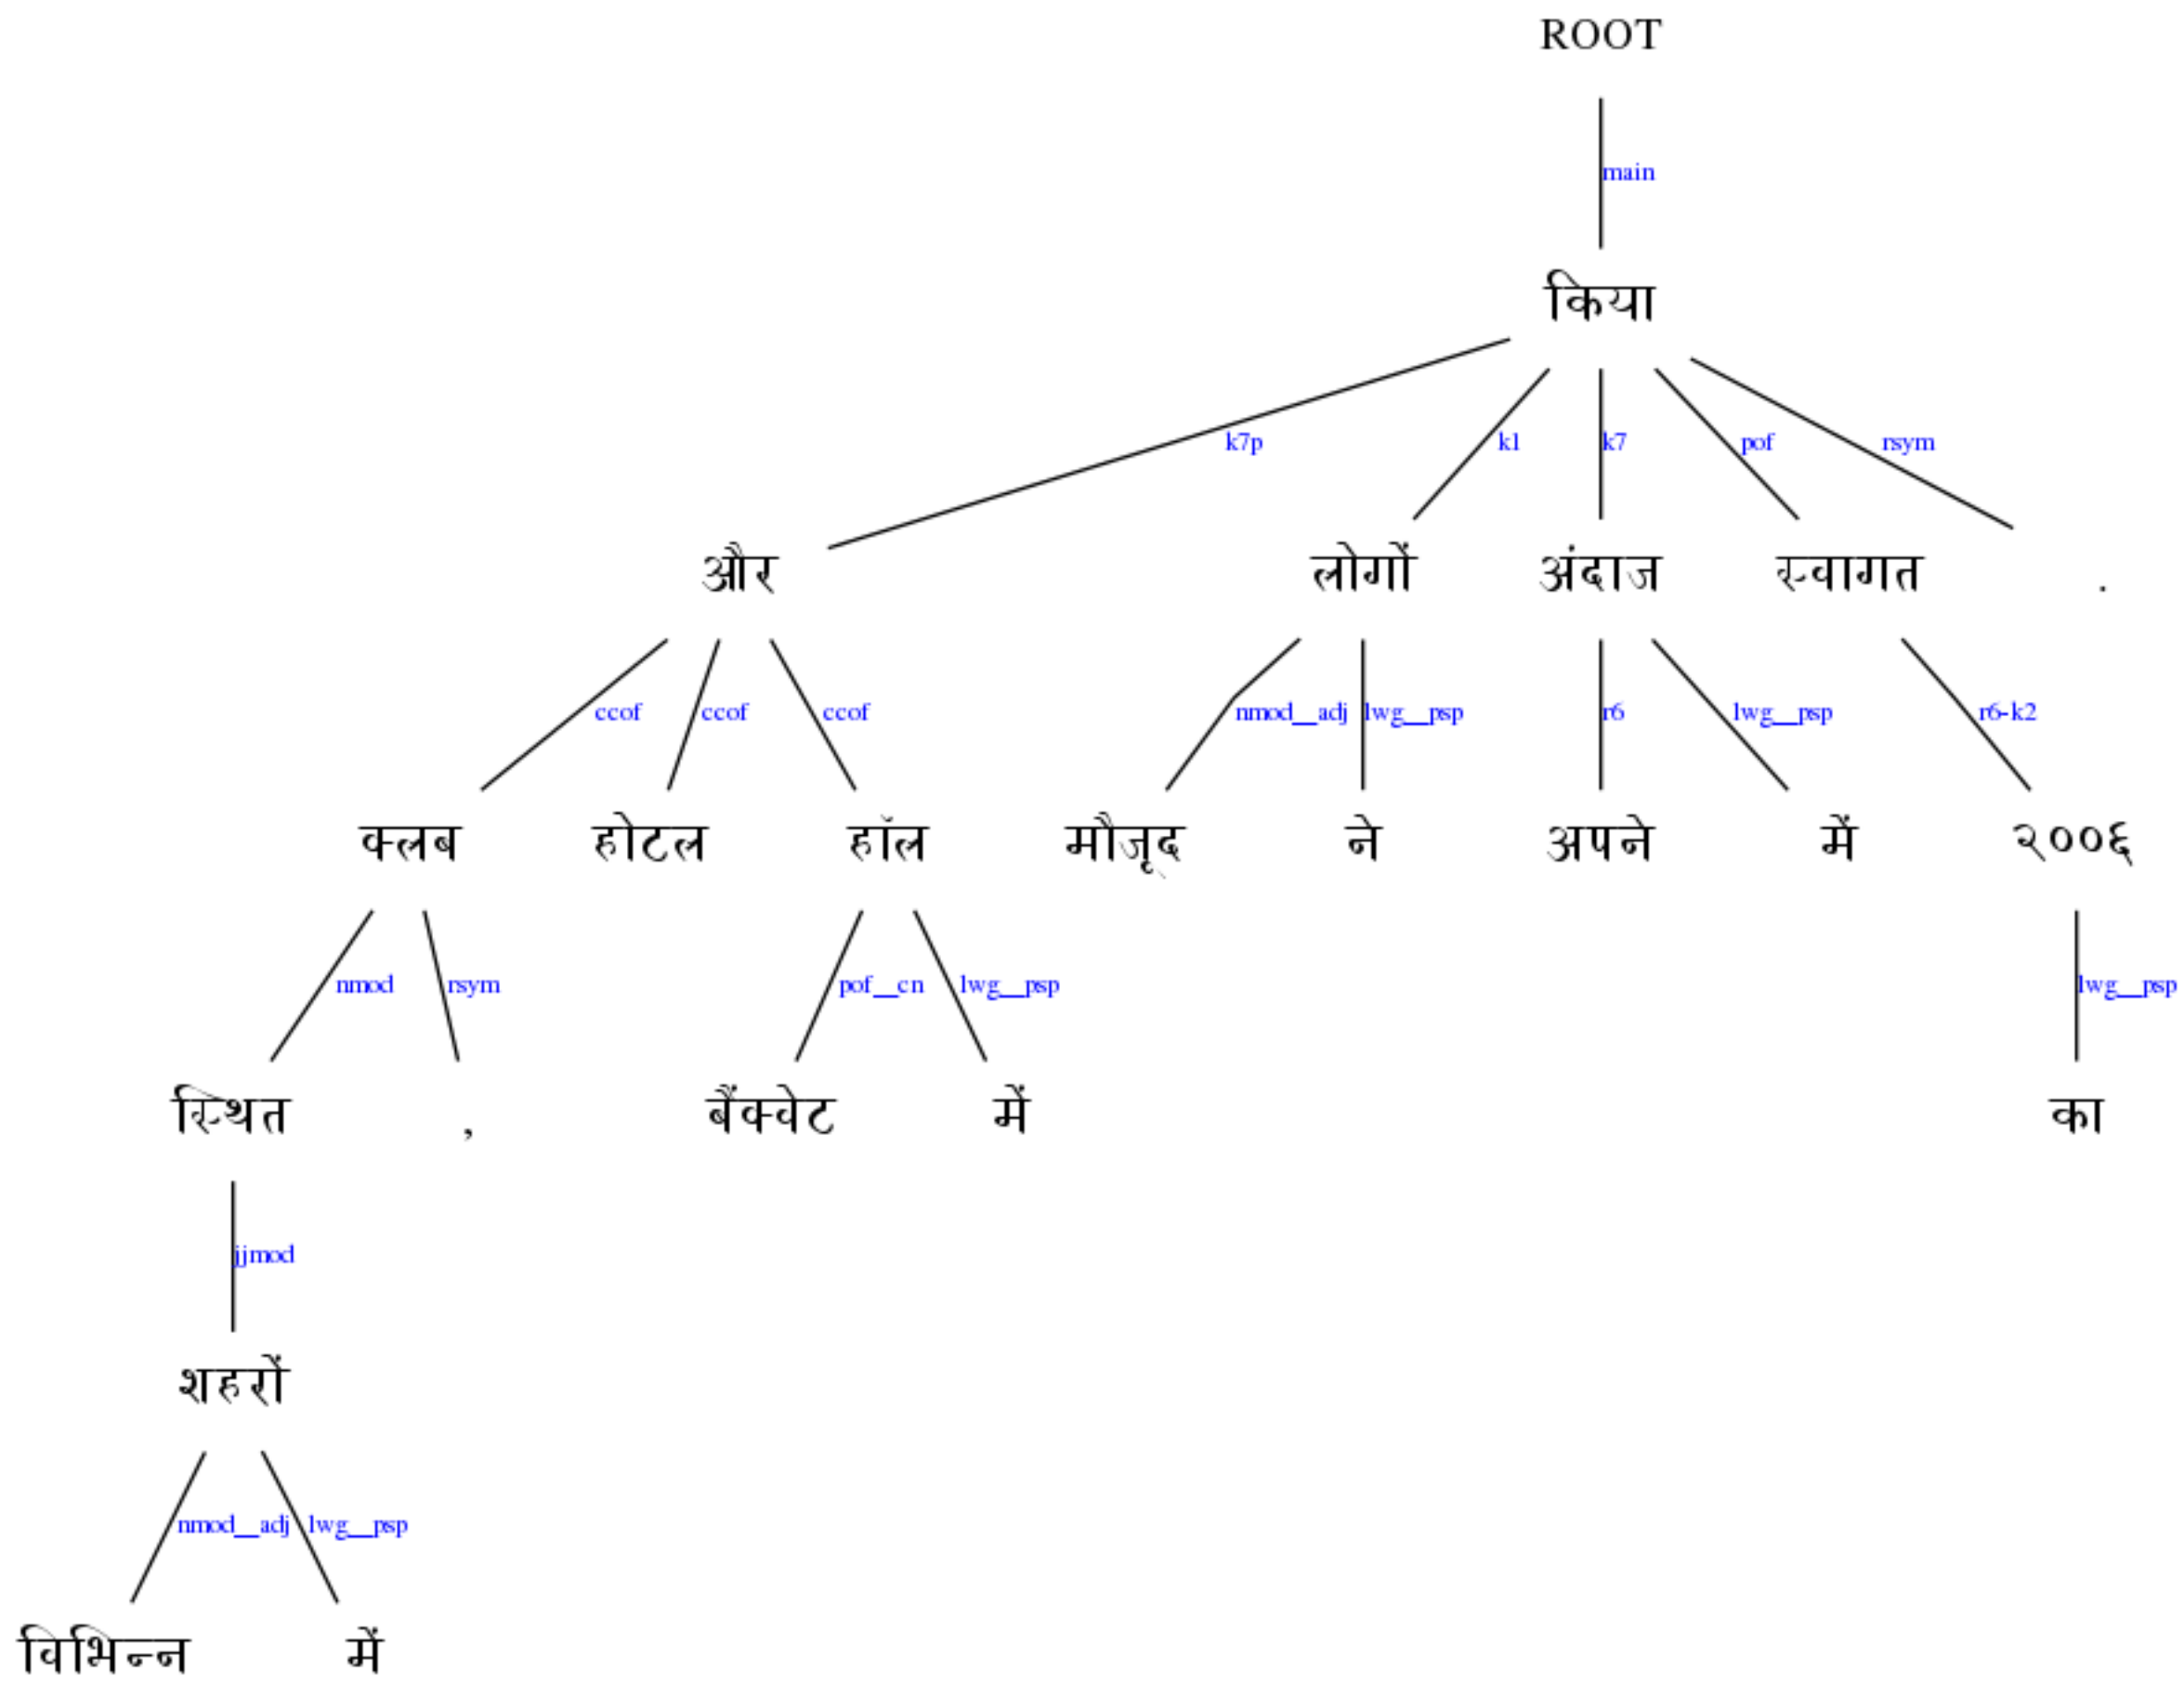 ROOT
main
किया
k7p k1 k7 pof rsym
और लोगों अंदाज स्वागत .
ccof ccof ccof nmod__adj lwg__psp r6 lwg__psp r6-k2
क्लब होटल हॉल मौजूद ने अपने में २००६
nmod rsym pof__cn lwg__psp lwg__psp
स्थित , बैंक्वेट में का
jjmod
शहरों
nmod__adj lwg__psp
विभिन्न में